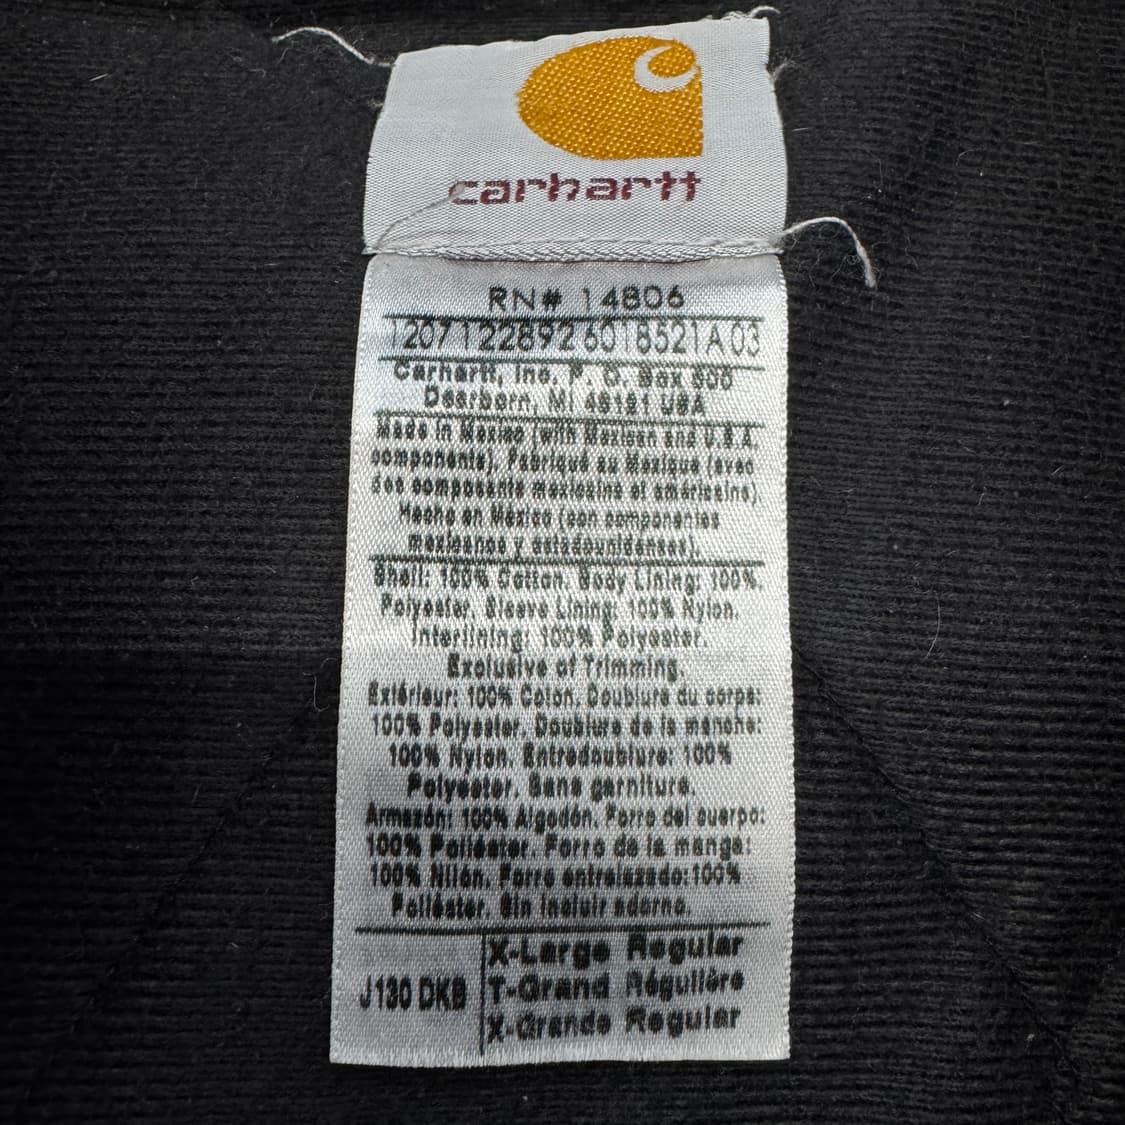 carhartt
RN# 14806
1207122892 6018521A 03
Carhartt, Inc. P. O. Box 600
Dearborn, MI 48121 USA
Made in Mexico (with Mexican and U.S.A.
components). Fabriqué au Mexique (avec
des composants mexicains et américains).
Hecho en México (con componentes
mexicanos y estadounidenses).
Shell: 100% Cotton. Body Lining: 100%.
Polyester. Sleeve Lining: 100% Nylon.
Interlining: 100% Polyester.
Exclusive of Trimming.
Extérieur: 100% Coton. Doublure du corps:
100% Polyester. Doublure de la manche:
100% Nylon. Entredoublure: 100%
Polyester. Sans garniture.
Armazón: 100% Algodón. Forro del cuerpo:
100% Poliéster. Forro de la manga:
100% Nilón. Forro entrelazado: 100%
Poliéster. Sin incluir adorno.
J130 DKB
X-Large Regular
T-Grand Régulière
X-Grande Regular